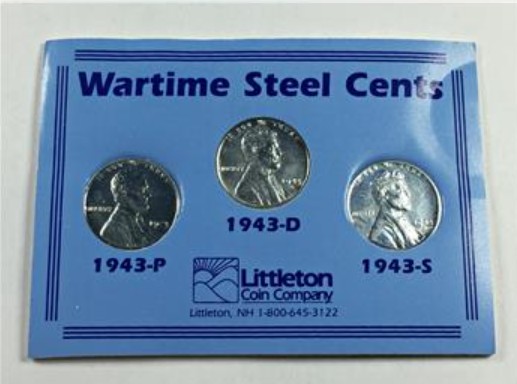 Wartime Steel Cents
1943-D
1943-P
1943-S
Littleton
Coin Company
Littleton, NH 1-800-645-3122